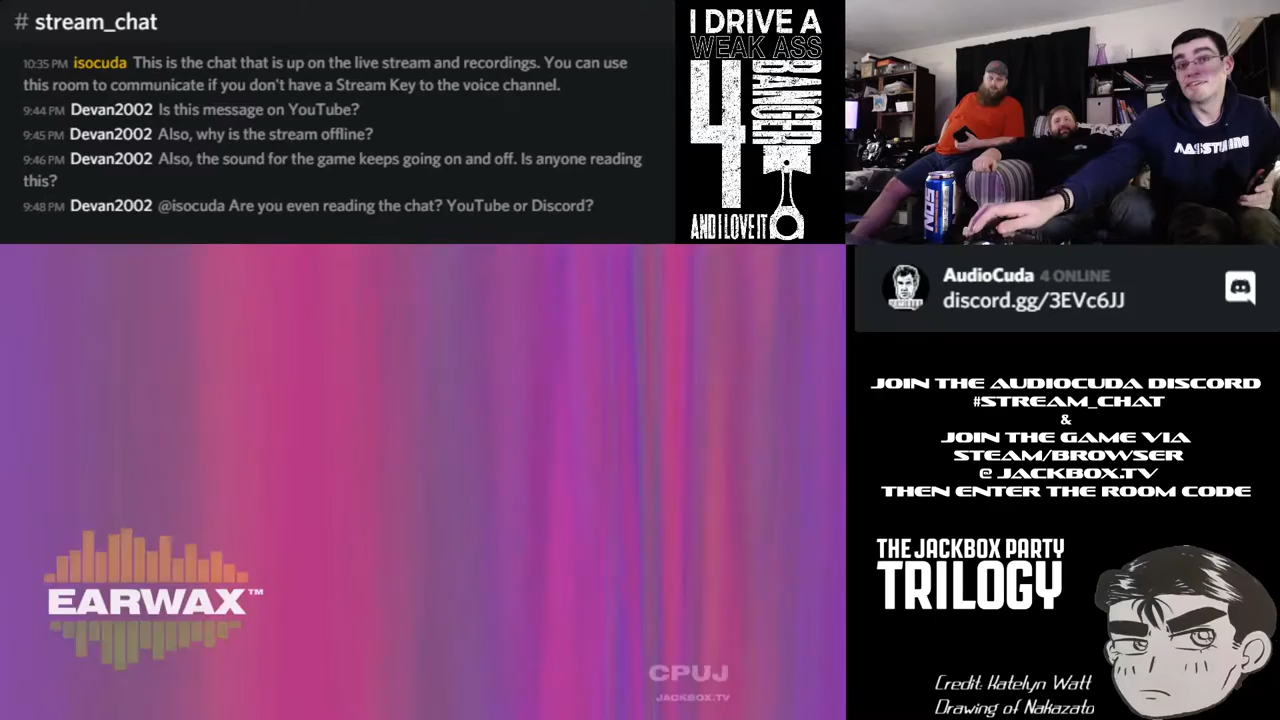 # stream_chat
10:35 PM isocuda This is the chat that is up on the live stream and recordings. You can use
this room to communicate if you don't have a Stream Key to the voice channel.
9:44 PM Devan2002 Is this message on YouTube?
9:45 PM Devan2002 Also, why is the stream offline?
9:46 PM Devan2002 Also, the sound for the game keeps going on and off. Is anyone reading
this?
9:48 PM Devan2002 @isocuda Are you even reading the chat? YouTube or Discord?
I DRIVE A
WEAK ASS
4
BANGER
AND I LOVE IT
AudioCuda 4 ONLINE
discord.gg/3EVc6JJ
JOIN THE AUDIOCUDA DISCORD
#STREAM_CHAT
&
JOIN THE GAME VIA
STEAM/BROWSER
@ JACKBOX.TV
THEN ENTER THE ROOM CODE
THE JACKBOX PARTY
TRILOGY
EARWAX™
CPUJ
JACKBOX.TV
Credit: Katelyn Watt
Drawing of Nakazato